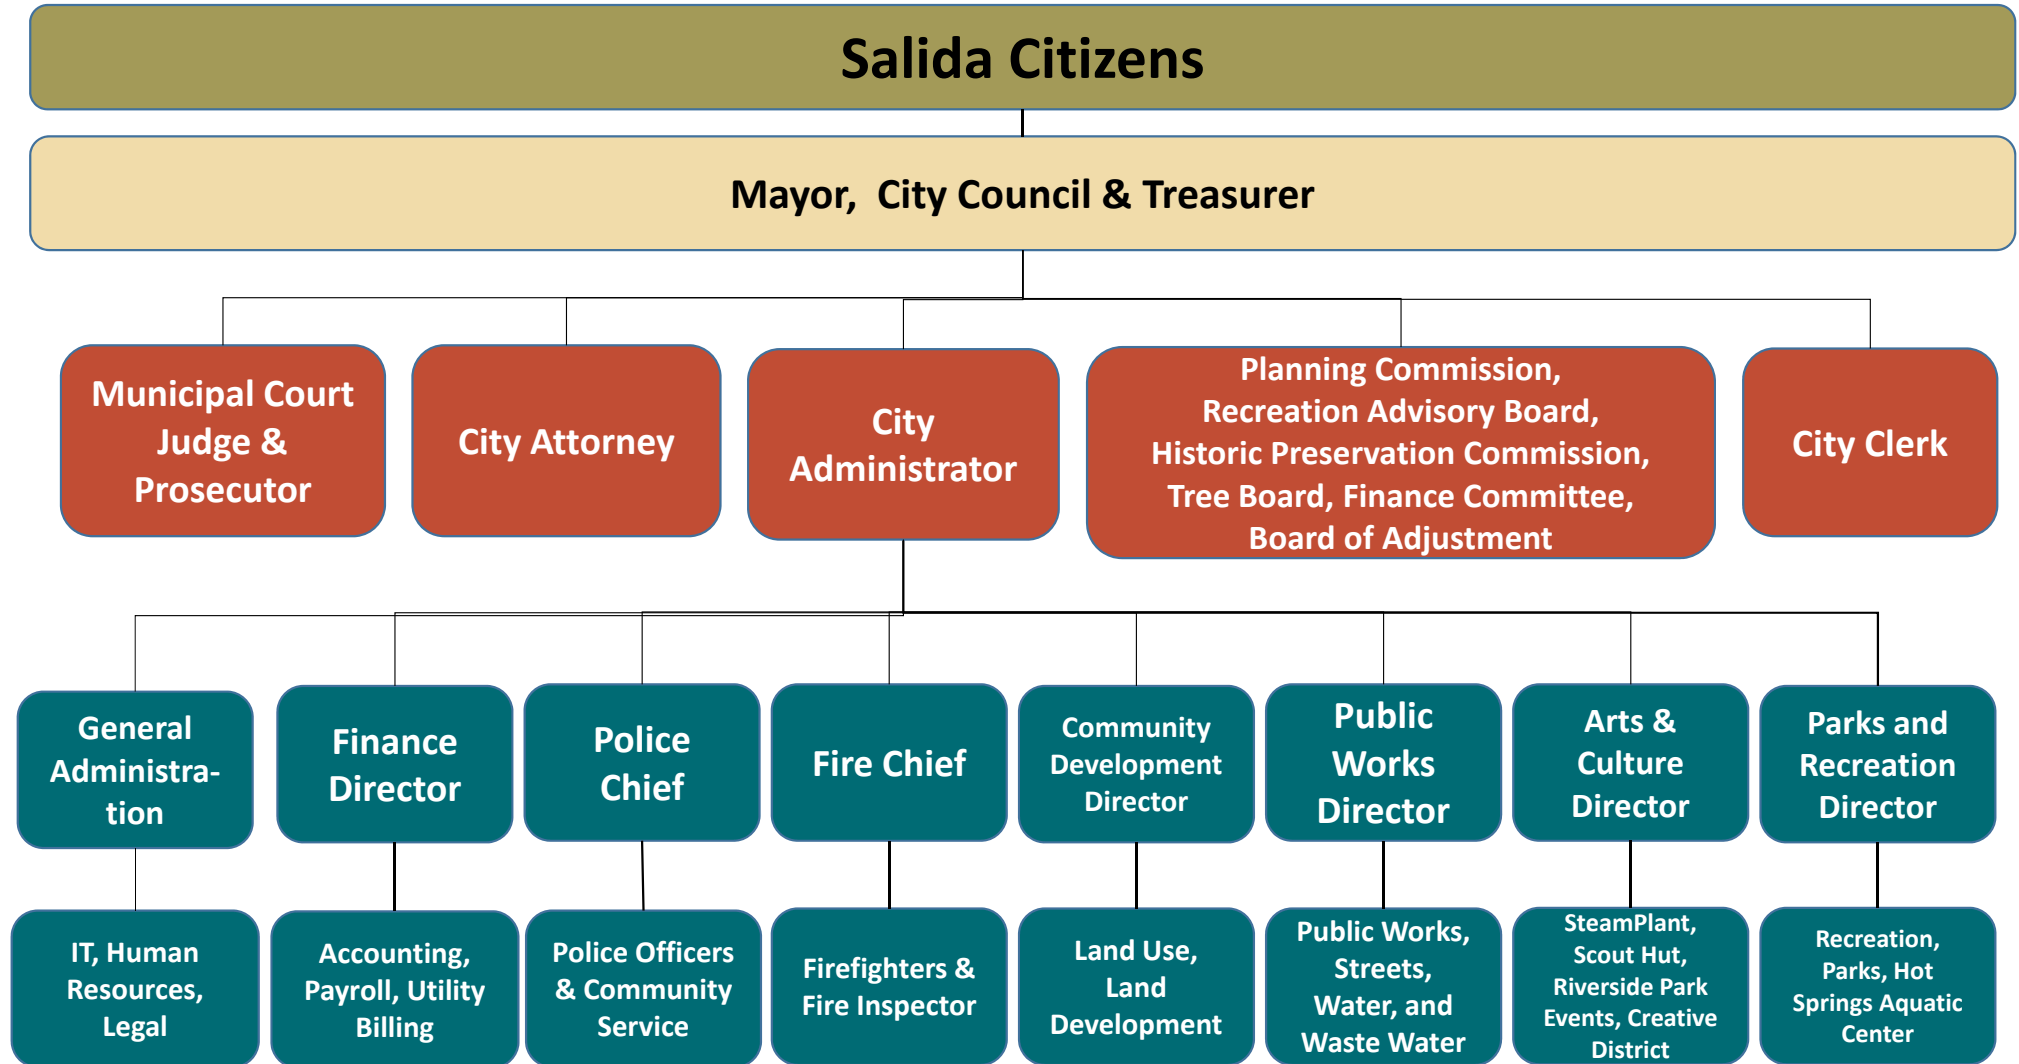 Salida Citizens
Mayor, City Council & Treasurer
Municipal Court
Judge &
Prosecutor
City Attorney
City
Administrator
Planning Commission,
Recreation Advisory Board,
Historic Preservation Commission,
Tree Board, Finance Committee,
Board of Adjustment
City Clerk
General
Administra-
tion
Finance
Director
Police
Chief
Fire Chief
Community
Development
Director
Public
Works
Director
Arts &
Culture
Director
Parks and
Recreation
Director
IT, Human
Resources,
Legal
Accounting,
Payroll, Utility
Billing
Police Officers
& Community
Service
Firefighters &
Fire Inspector
Land Use,
Land
Development
Public Works,
Streets,
Water, and
Waste Water
SteamPlant,
Scout Hut,
Riverside Park
Events, Creative
District
Recreation,
Parks, Hot
Springs Aquatic
Center